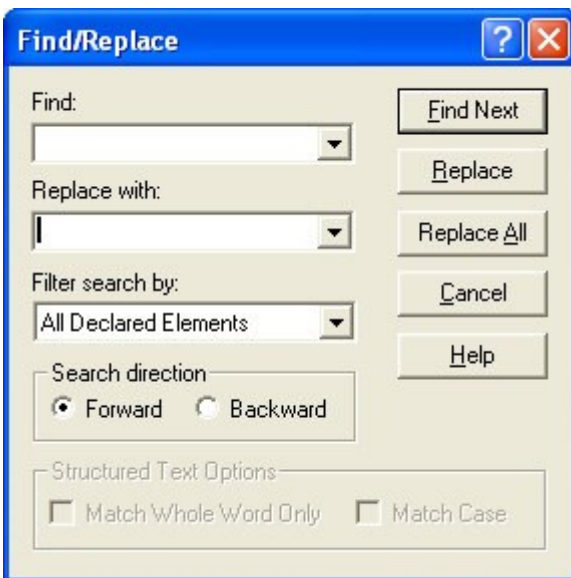 Find/Replace
Find:
Find Next
Replace
Replace with:
Replace All
Filter search by:
All Declared Elements
Cancel
Help
Search direction
Forward Backward
Structured Text Options
Match Whole Word Only Match Case